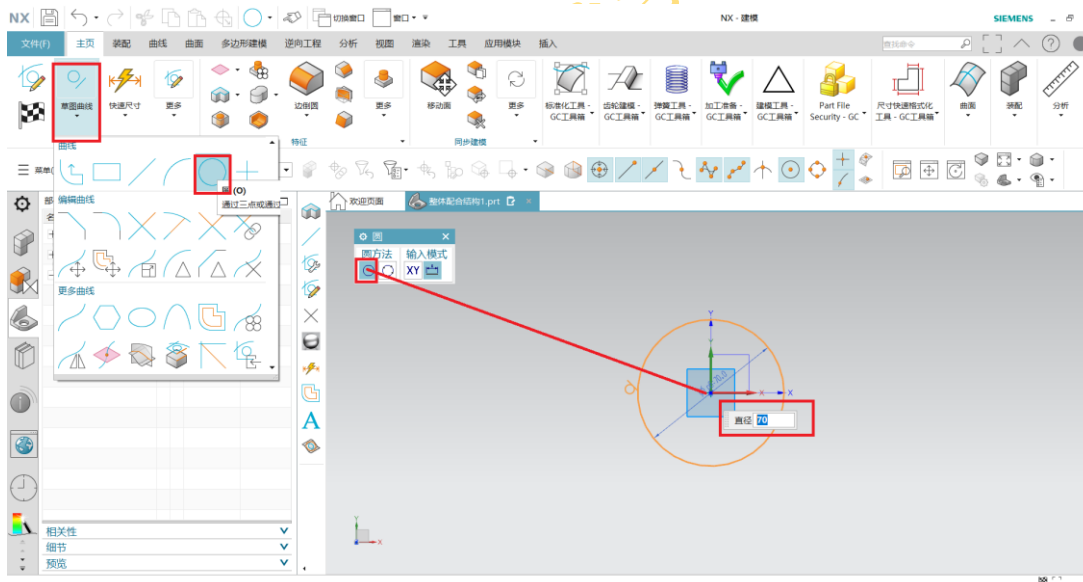 NX 切换窗口 窗口 NX - 建模 SIEMENS
文件(F) 主页 装配 曲线 曲面 多边形建模 逆向工程 分析 视图 渲染 工具 应用模块 插入 查找命令
草图曲线 快速尺寸 更多 边倒圆 更多 移动面 更多 标准化工具 - GC工具箱 齿轮建模 - GC工具箱 弹簧工具 - GC工具箱 加工准备 - GC工具箱 建模工具 - GC工具箱 Part File Security - GC 尺寸快速格式化工具 - GC工具箱 曲面 装配 分析
曲线 特征 同步建模
菜单(
圆 (O)
通过三点或通过
编辑曲线 部
名
欢迎页面 整体配合结构1.prt
圆
圆方法 输入模式
XY
更多曲线
Y
X X
直径 70
A
Y
X
相关性
细节
预览